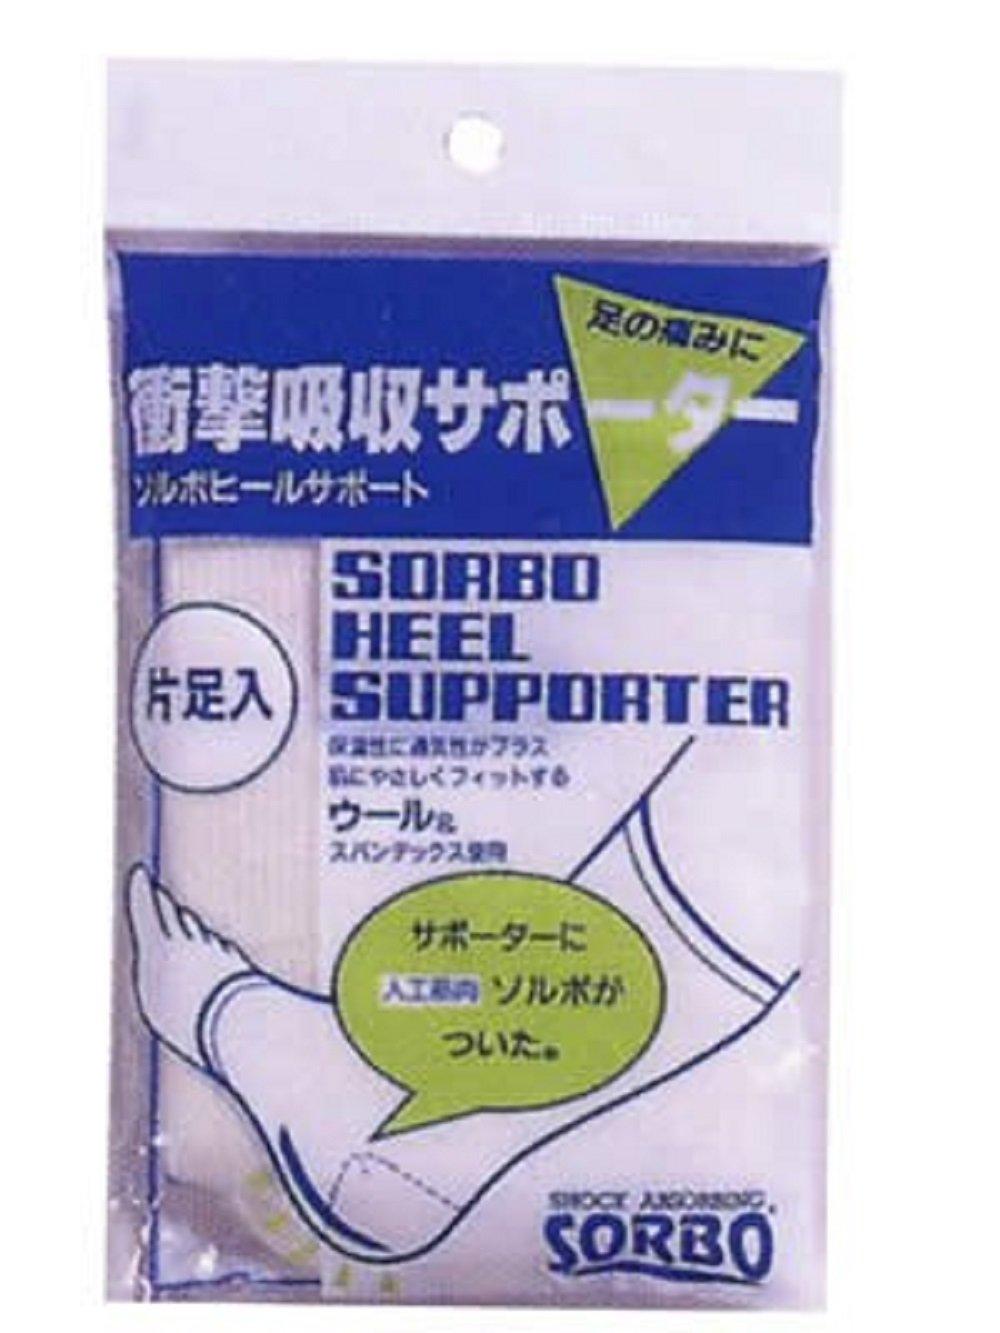 足の痛みに
衝撃吸収サポーター
ソルボヒールサポート
SORBO
HEEL
SUPPORTER
片足入
保温性に通気性がプラス
肌にやさしくフィットする
ウール&
スパンデックス使用
サポーターに
人工筋肉 ソルボが
ついた。
SHOCK ABSORBING
SORBO